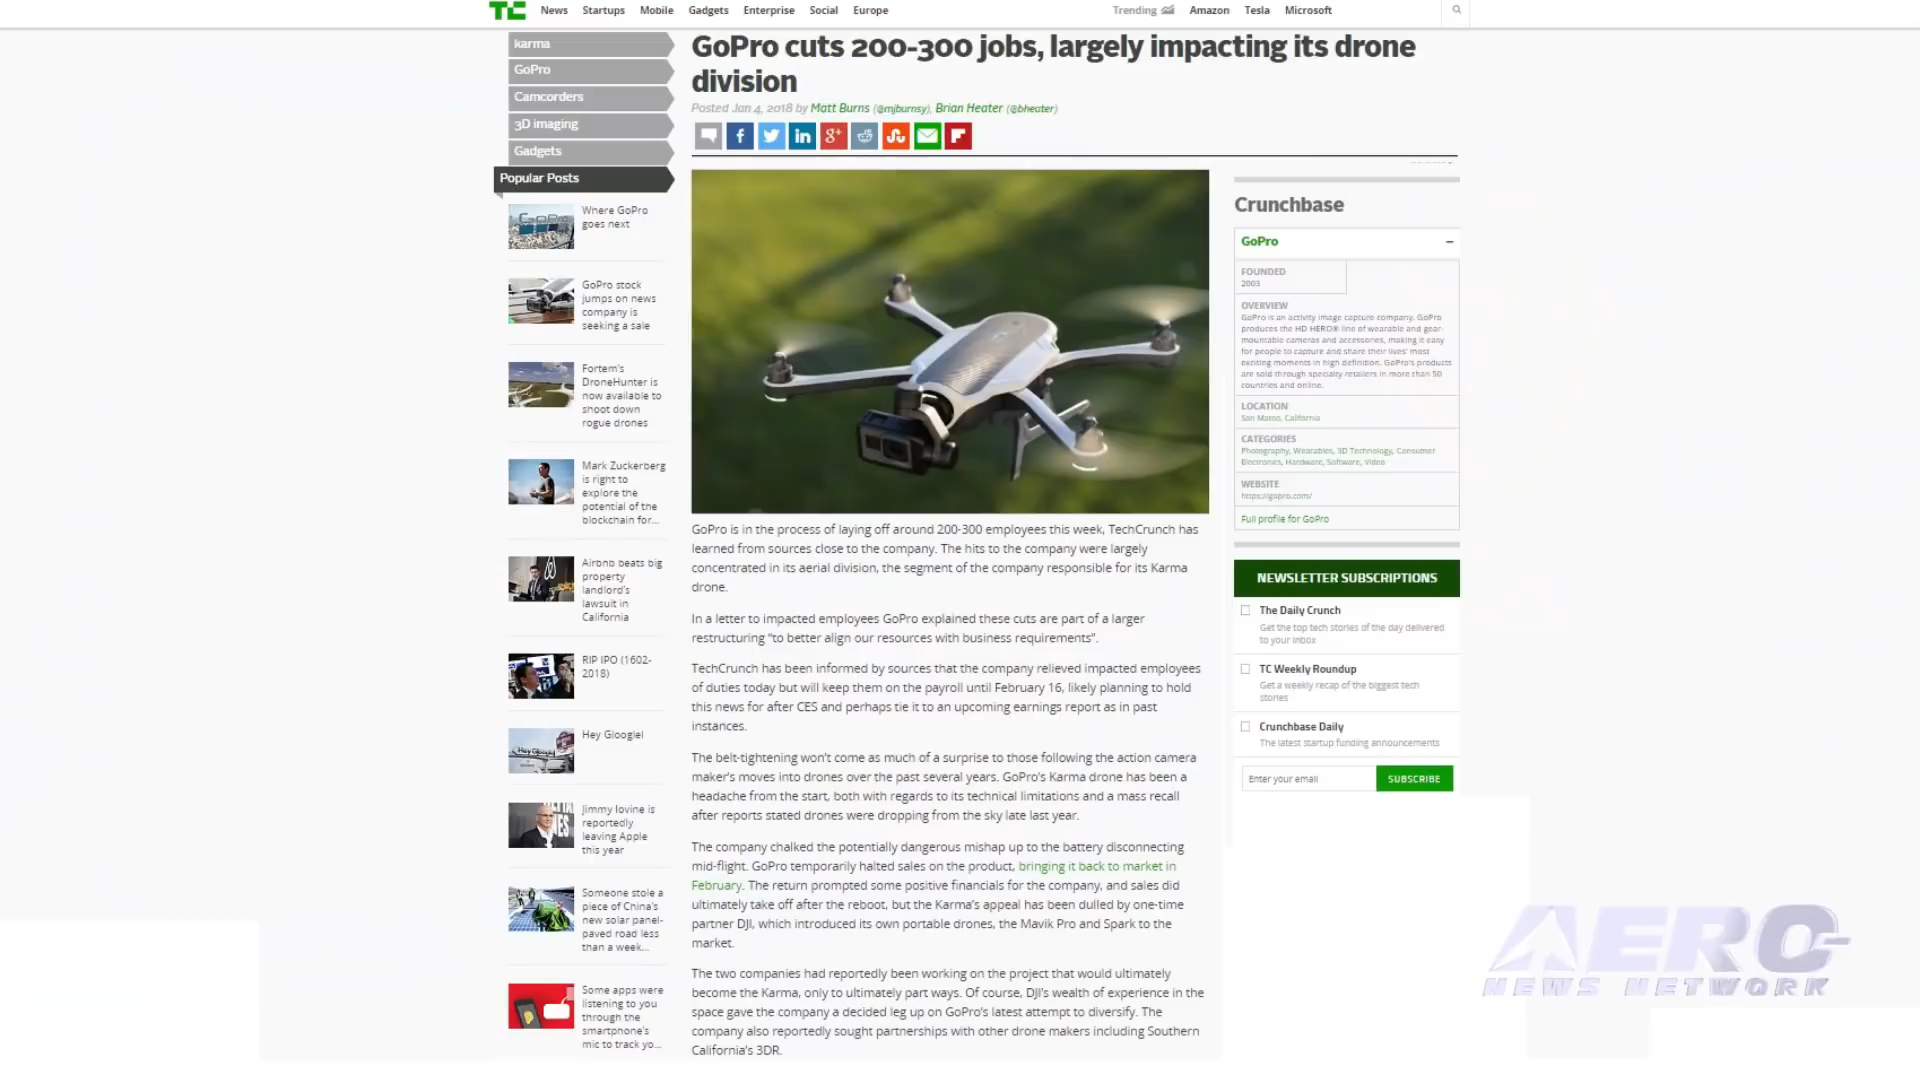 TC News Startups Mobile Gadgets Enterprise Social Europe Trending Amazon Tesla Microsoft
karma
GoPro
Camcorders
3D imaging
Gadgets
Popular Posts
Where GoPro
goes next
GoPro stock
jumps on news
company is
seeking a sale
Fortem's
DroneHunter is
now available to
shoot down
rogue drones
Mark Zuckerberg
is right to
explore the
potential of the
blockchain for...
Airbnb beats big
property
landlord's
lawsuit in
California
RIP IPO (1602-
2018)
Hey Gloogle!
Jimmy Iovine is
reportedly
leaving Apple
this year
Someone stole a
piece of China's
new solar panel-
paved road less
than a week...
Some apps were
listening to you
through the
smartphone's
mic to track yo...
GoPro cuts 200-300 jobs, largely impacting its drone
division
Posted Jan 4, 2018 by Matt Burns (@mjburnsy), Brian Heater (@bheater)
GoPro is in the process of laying off around 200-300 employees this week, TechCrunch has
learned from sources close to the company. The hits to the company were largely
concentrated in its aerial division, the segment of the company responsible for its Karma
drone.
In a letter to impacted employees GoPro explained these cuts are part of a larger
restructuring "to better align our resources with business requirements".
TechCrunch has been informed by sources that the company relieved impacted employees
of duties today but will keep them on the payroll until February 16, likely planning to hold
this news for after CES and perhaps tie it to an upcoming earnings report as in past
instances.
The belt-tightening won't come as much of a surprise to those following the action camera
maker's moves into drones over the past several years. GoPro's Karma drone has been a
headache from the start, both with regards to its technical limitations and a mass recall
after reports stated drones were dropping from the sky late last year.
The company chalked the potentially dangerous mishap up to the battery disconnecting
mid-flight. GoPro temporarily halted sales on the product, bringing it back to market in
February. The return prompted some positive financials for the company, and sales did
ultimately take off after the reboot, but the Karma's appeal has been dulled by one-time
partner DJI, which introduced its own portable drones, the Mavik Pro and Spark to the
market.
The two companies had reportedly been working on the project that would ultimately
become the Karma, only to ultimately part ways. Of course, DJI's wealth of experience in the
space gave the company a decided leg up on GoPro's latest attempt to diversify. The
company also reportedly sought partnerships with other drone makers including Southern
California's 3DR.
Crunchbase
GoPro
FOUNDED
2003
OVERVIEW
GoPro is an activity image capture company. GoPro
produces the HD HERO® line of wearable and gear-
mountable cameras and accessories, making it easy
for people to capture and share their lives' most
exciting moments in high definition. GoPro's products
are sold through specialty retailers in more than 50
countries and online.
LOCATION
San Mateo, California
CATEGORIES
Photography, Wearables, 3D Technology, Consumer
Electronics, Hardware, Software, Video
WEBSITE
https://gopro.com/
Full profile for GoPro
NEWSLETTER SUBSCRIPTIONS
The Daily Crunch
Get the top tech stories of the day delivered
to your inbox
TC Weekly Roundup
Get a weekly recap of the biggest tech
stories
Crunchbase Daily
The latest startup funding announcements
Enter your email SUBSCRIBE
AERO-
NEWS NETWORK